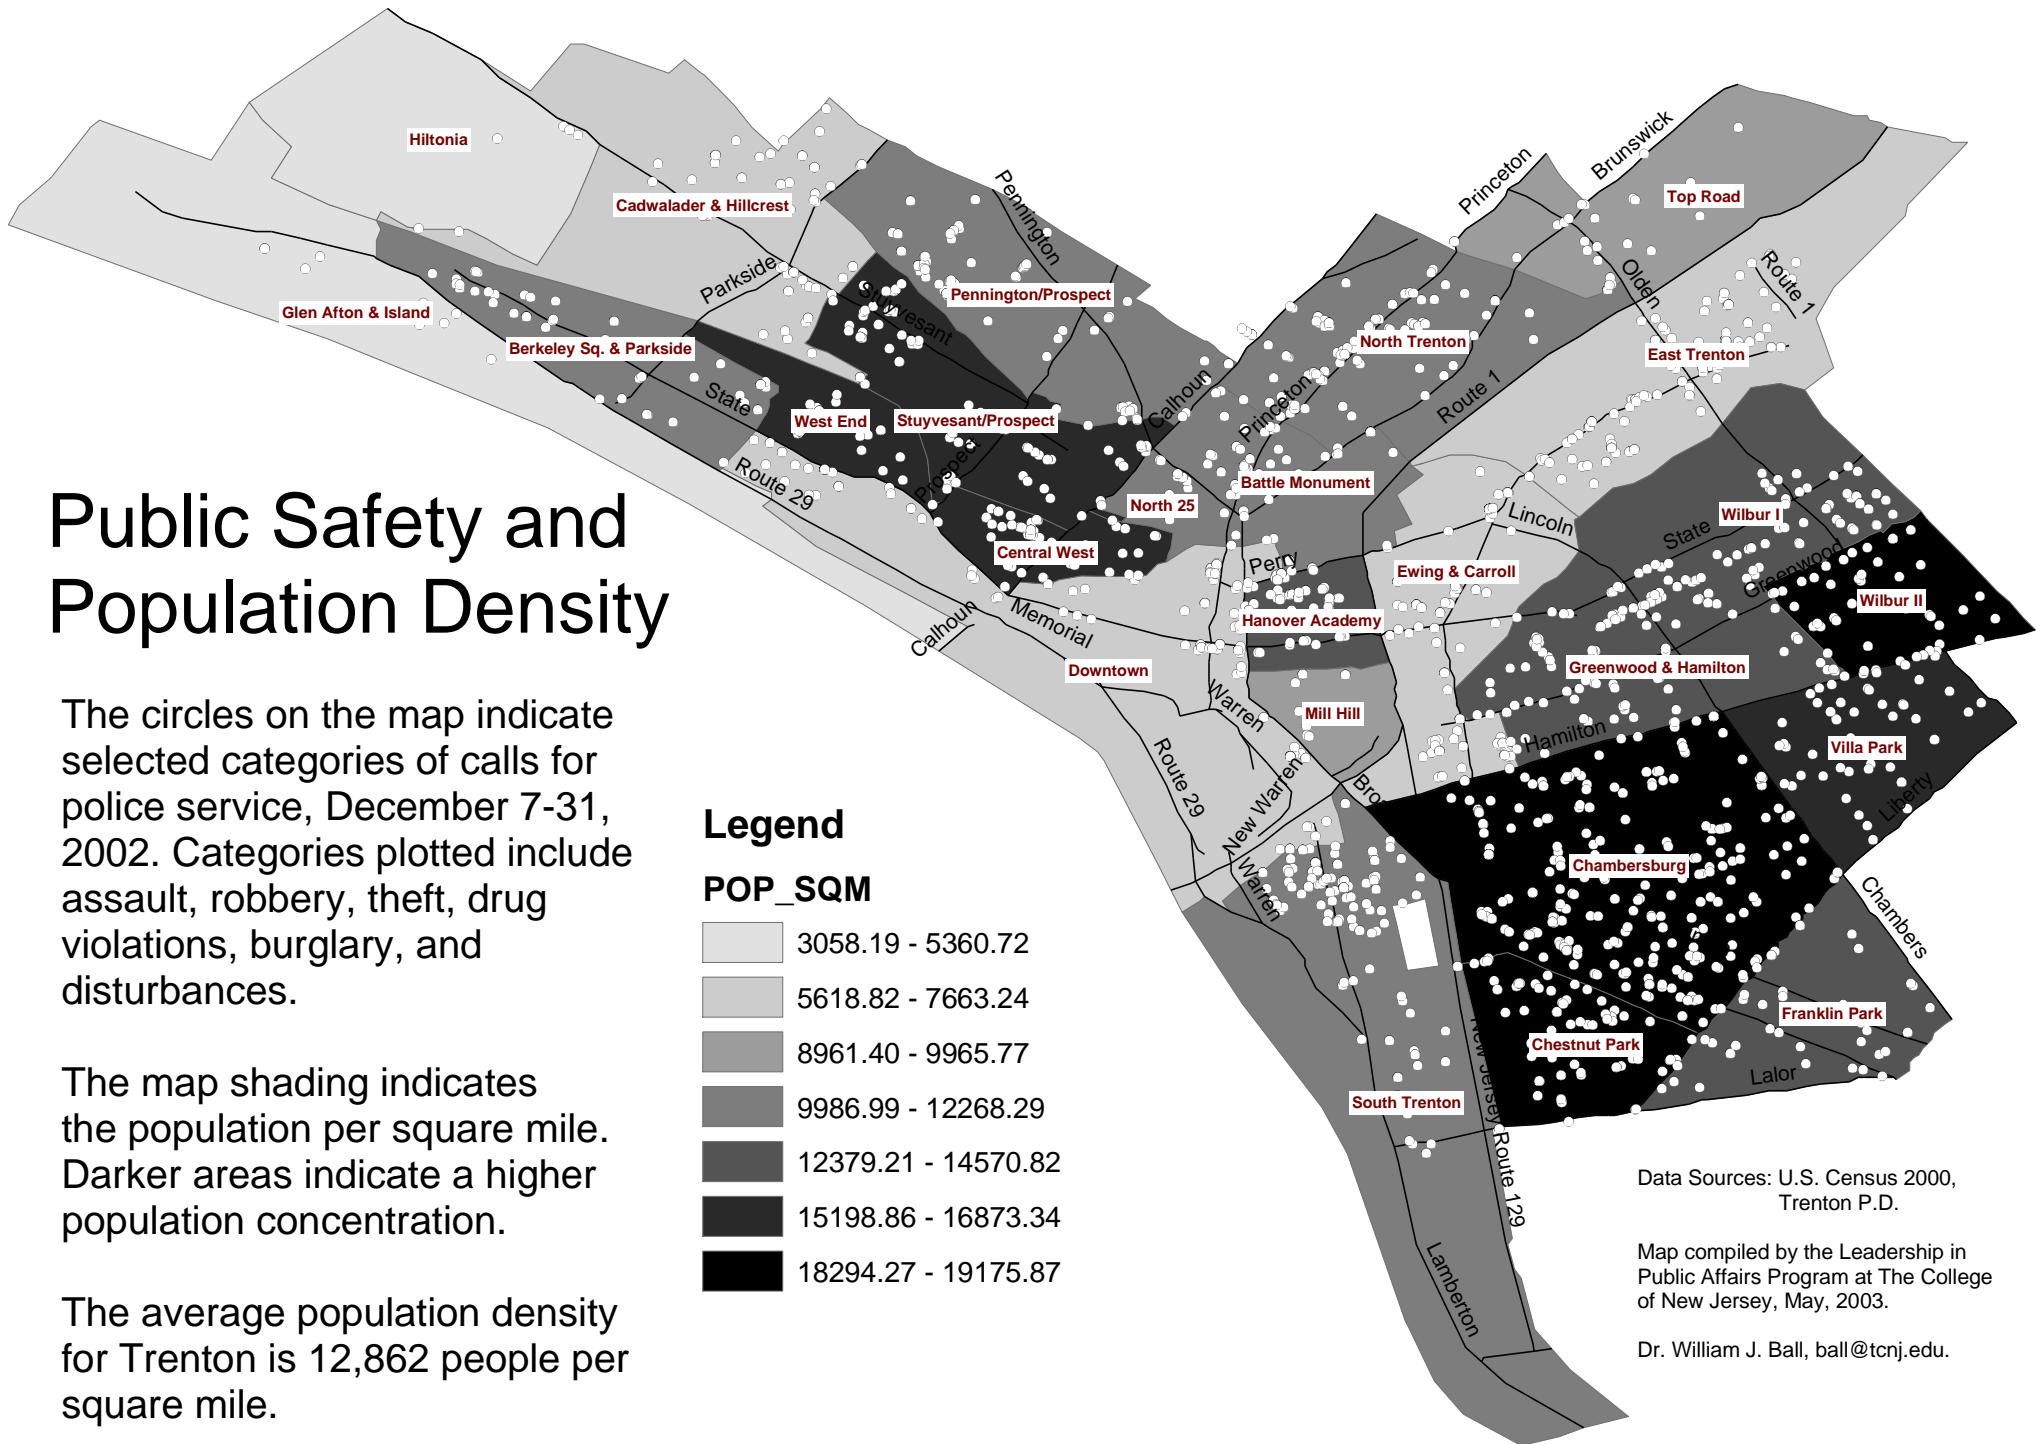 Public Safety and
Population Density
The circles on the map indicate
selected categories of calls for
police service, December 7-31,
2002. Categories plotted include
assault, robbery, theft, drug
violations, burglary, and
disturbances.
The map shading indicates
the population per square mile.
Darker areas indicate a higher
population concentration.
The average population density
for Trenton is 12,862 people per
square mile.
Legend
POP_SQM
3058.19 - 5360.72
5618.82 - 7663.24
8961.40 - 9965.77
9986.99 - 12268.29
12379.21 - 14570.82
15198.86 - 16873.34
18294.27 - 19175.87
Hiltonia
Cadwalader & Hillcrest
Glen Afton & Island
Berkeley Sq. & Parkside
Pennington/Prospect
West End
Stuyvesant/Prospect
North 25
Central West
Battle Monument
North Trenton
Top Road
East Trenton
Wilbur I
Wilbur II
Ewing & Carroll
Hanover Academy
Greenwood & Hamilton
Downtown
Mill Hill
Villa Park
Chambersburg
Franklin Park
Chestnut Park
South Trenton
Pennington
Parkside
Stuyvesant
State
Route 29
Prospect
Calhoun
Calhoun
Princeton
Princeton
Brunswick
Olden
Route 1
Route 1
Lincoln
State
Greenwood
Perry
Memorial
Warren
Route 29
New Warren
Warren
Hamilton
Liberty
Chambers
Lalor
New Jersey Route 129
Lamberton
Data Sources: U.S. Census 2000,
Trenton P.D.
Map compiled by the Leadership in
Public Affairs Program at The College
of New Jersey, May, 2003.
Dr. William J. Ball, ball@tcnj.edu.